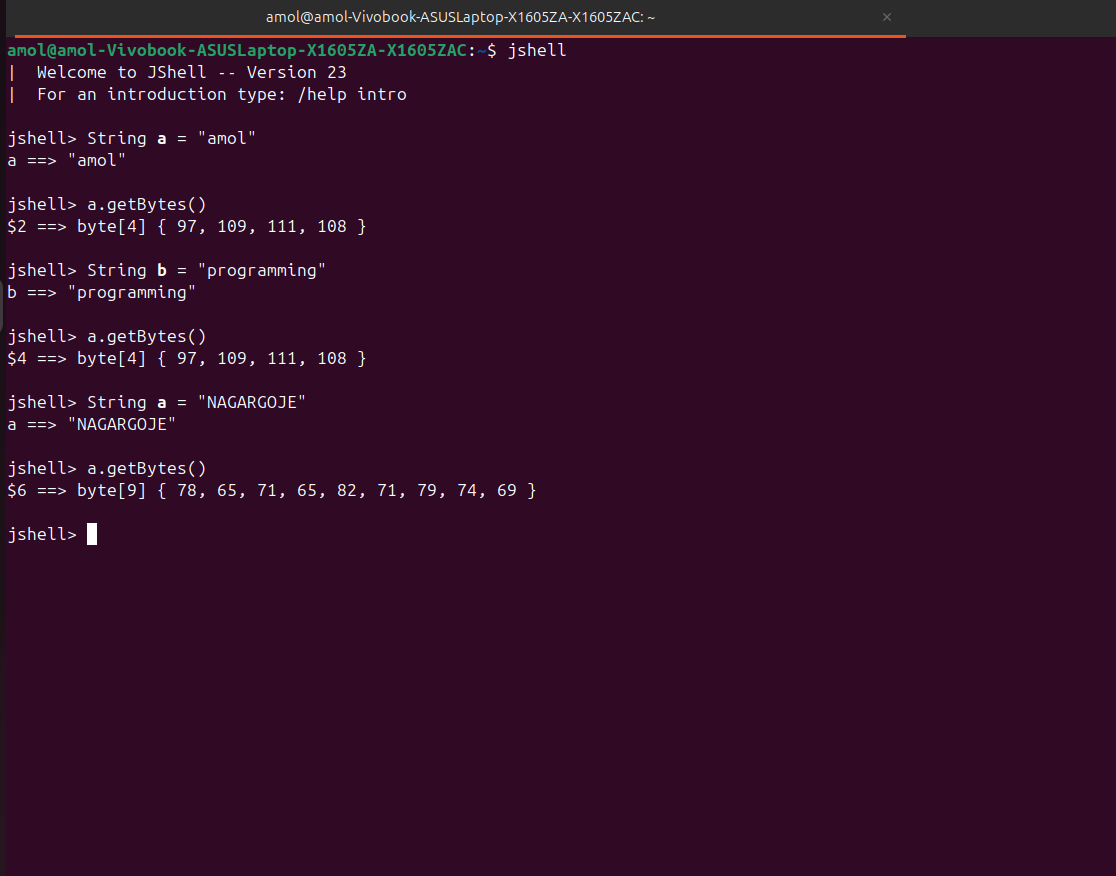 amol@amol-Vivobook-ASUSLaptop-X1605ZA-X1605ZAC: ~ ×
amol@amol-Vivobook-ASUSLaptop-X1605ZA-X1605ZAC:~$ jshell
|  Welcome to JShell -- Version 23
|  For an introduction type: /help intro
jshell> String a = "amol"
a ==> "amol"
jshell> a.getBytes()
$2 ==> byte[4] { 97, 109, 111, 108 }
jshell> String b = "programming"
b ==> "programming"
jshell> a.getBytes()
$4 ==> byte[4] { 97, 109, 111, 108 }
jshell> String a = "NAGARGOJE"
a ==> "NAGARGOJE"
jshell> a.getBytes()
$6 ==> byte[9] { 78, 65, 71, 65, 82, 71, 79, 74, 69 }
jshell>